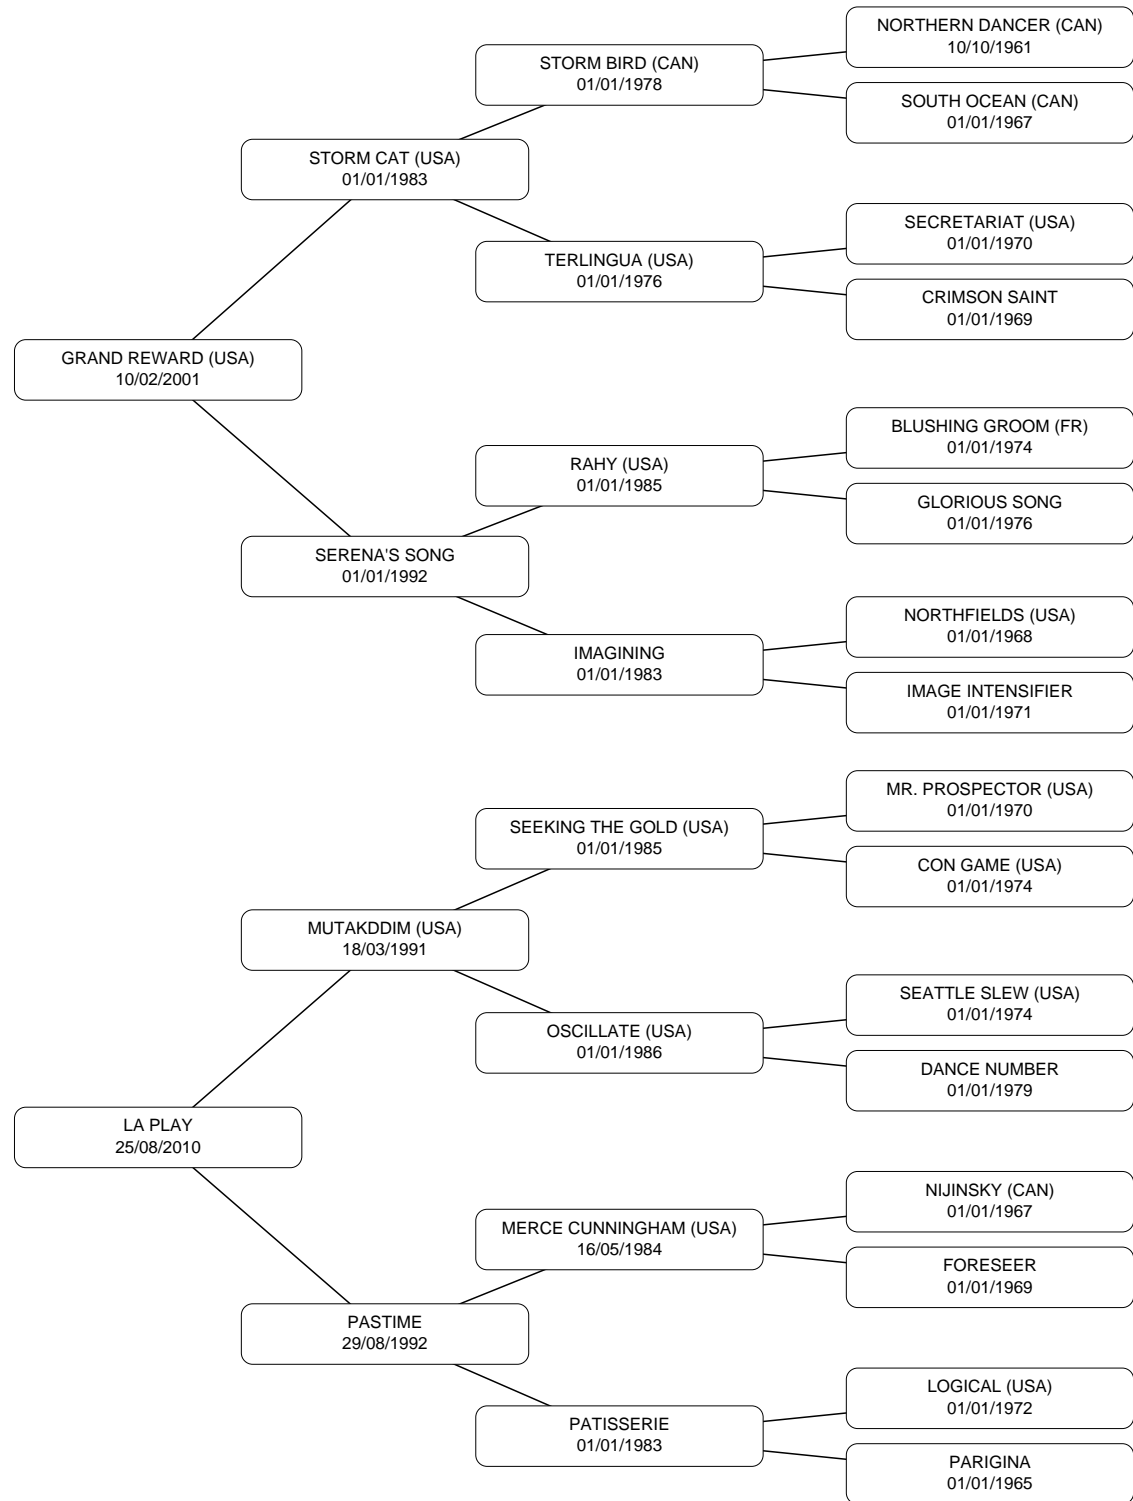 NORTHERN DANCER (CAN)
10/10/1961
STORM BIRD (CAN)
01/01/1978
SOUTH OCEAN (CAN)
01/01/1967
STORM CAT (USA)
01/01/1983
SECRETARIAT (USA)
01/01/1970
TERLINGUA (USA)
01/01/1976
CRIMSON SAINT
01/01/1969
GRAND REWARD (USA)
10/02/2001
BLUSHING GROOM (FR)
01/01/1974
RAHY (USA)
01/01/1985
GLORIOUS SONG
01/01/1976
SERENA'S SONG
01/01/1992
NORTHFIELDS (USA)
01/01/1968
IMAGINING
01/01/1983
IMAGE INTENSIFIER
01/01/1971
MR. PROSPECTOR (USA)
01/01/1970
SEEKING THE GOLD (USA)
01/01/1985
CON GAME (USA)
01/01/1974
MUTAKDDIM (USA)
18/03/1991
SEATTLE SLEW (USA)
01/01/1974
OSCILLATE (USA)
01/01/1986
DANCE NUMBER
01/01/1979
LA PLAY
25/08/2010
NIJINSKY (CAN)
01/01/1967
MERCE CUNNINGHAM (USA)
16/05/1984
FORESEER
01/01/1969
PASTIME
29/08/1992
LOGICAL (USA)
01/01/1972
PATISSERIE
01/01/1983
PARIGINA
01/01/1965